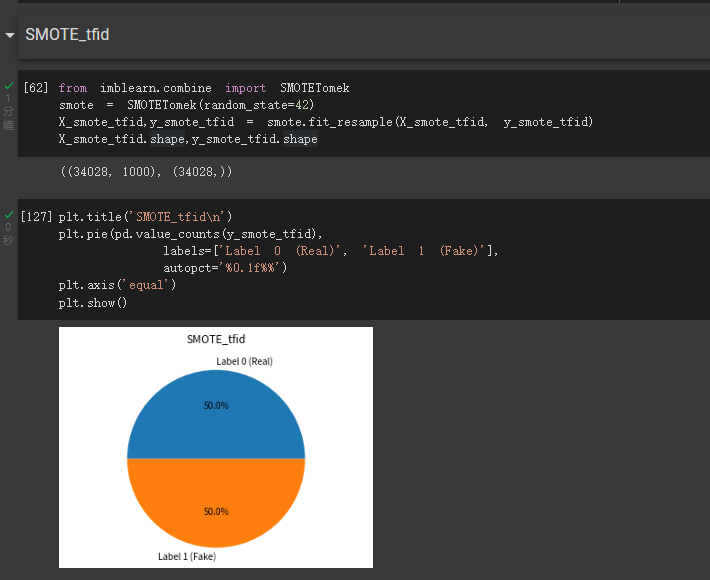 SMOTE_tfid
[62] from imblearn.combine import SMOTETomek
1
分
鐘
smote = SMOTETomek(random_state=42)
X_smote_tfid,y_smote_tfid = smote.fit_resample(X_smote_tfid, y_smote_tfid)
X_smote_tfid.shape,y_smote_tfid.shape
((34028, 1000), (34028,))
[127] plt.title('SMOTE_tfid\n')
0
秒
plt.pie(pd.value_counts(y_smote_tfid),
labels=['Label 0 (Real)', 'Label 1 (Fake)'],
autopct='%0.1f%%')
plt.axis('equal')
plt.show()
SMOTE_tfid
Label 0 (Real)
50.0%
50.0%
Label 1 (Fake)